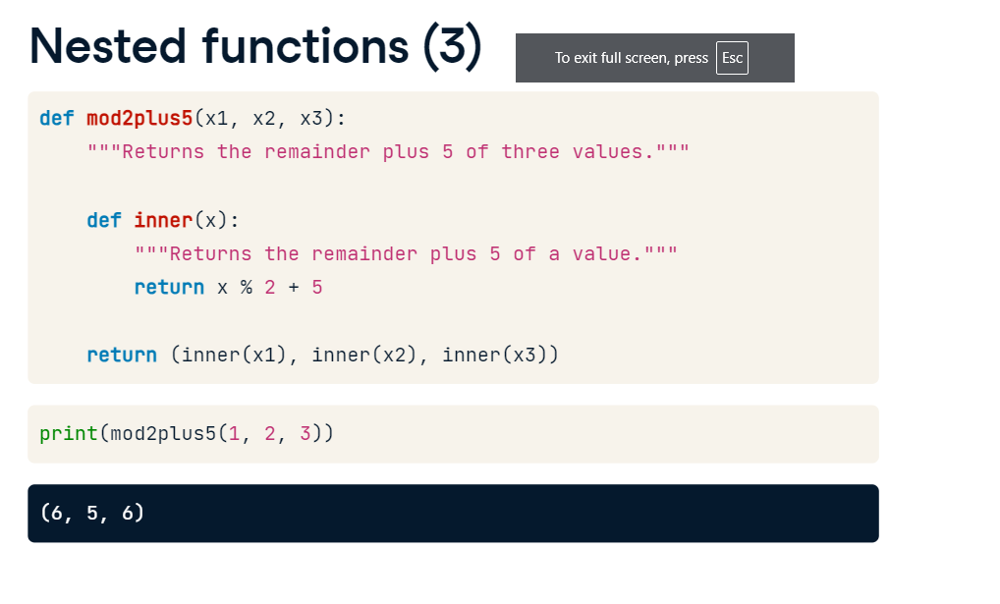 Nested functions (3)
To exit full screen, press Esc
def mod2plus5(x1, x2, x3):
    """Returns the remainder plus 5 of three values."""
    def inner(x):
        """Returns the remainder plus 5 of a value."""
        return x % 2 + 5
    return (inner(x1), inner(x2), inner(x3))
print(mod2plus5(1, 2, 3))
(6, 5, 6)